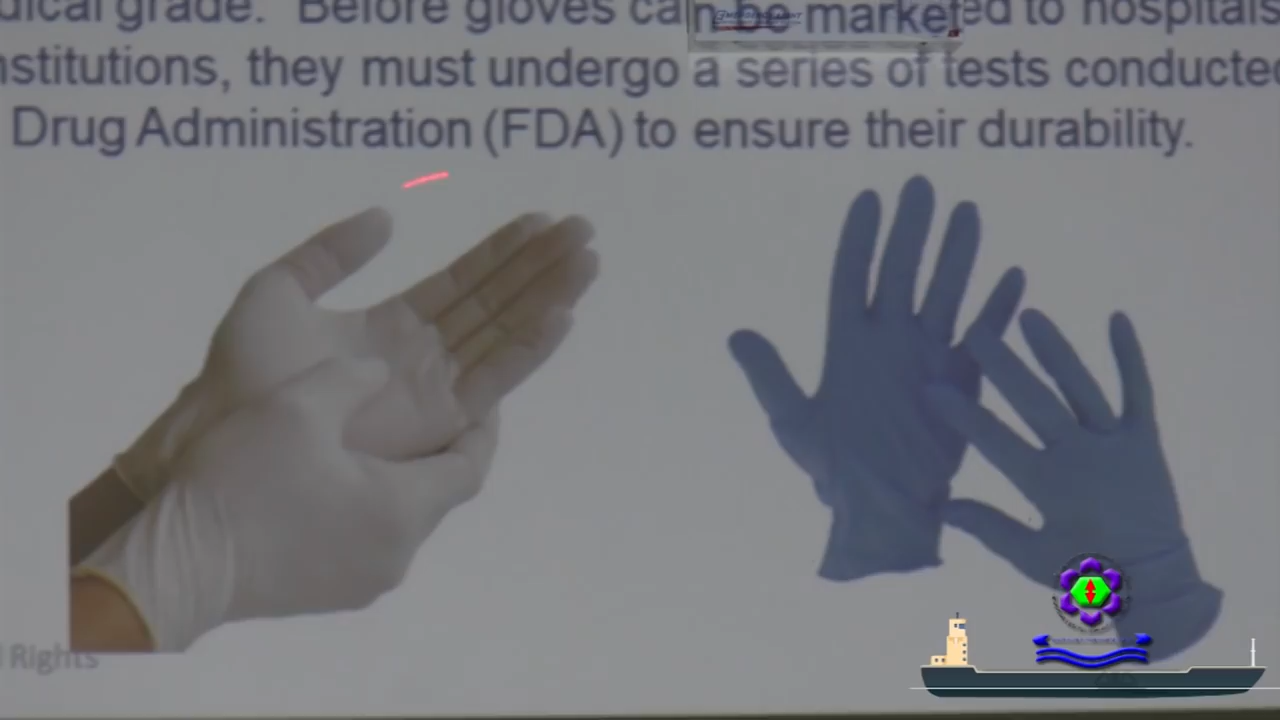 dical grade. Before gloves can be marketed to hospitals
nstitutions, they must undergo a series of tests conducted
Drug Administration (FDA) to ensure their durability.
l Rights